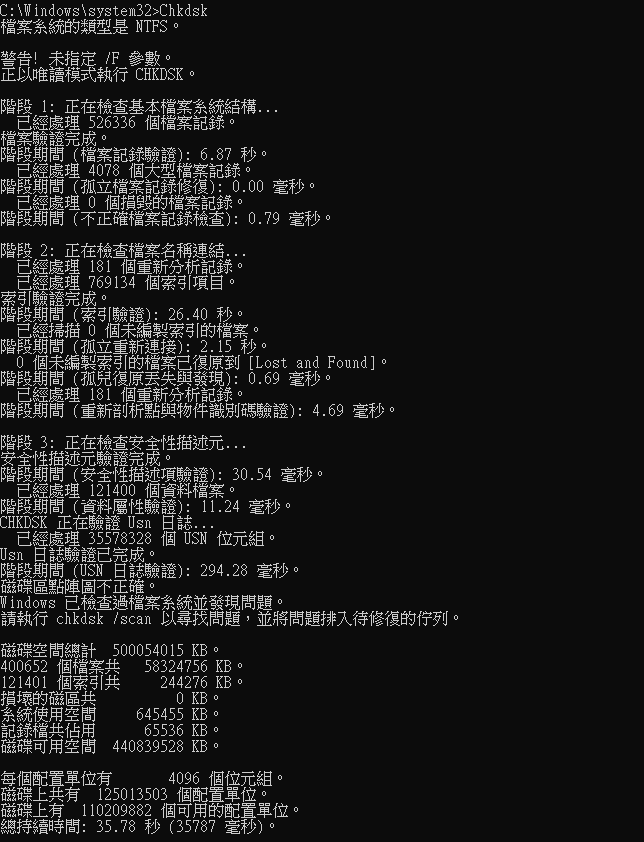 C:\Windows\system32>Chkdsk
檔案系統的類型是 NTFS。
警告! 未指定 /F 參數。
正以唯讀模式執行 CHKDSK。
階段 1: 正在檢查基本檔案系統結構...
已經處理 526336 個檔案記錄。
檔案驗證完成。
階段期間 (檔案記錄驗證): 6.87 秒。
已經處理 4078 個大型檔案記錄。
階段期間 (孤立檔案記錄修復): 0.00 毫秒。
已經處理 0 個損毀的檔案記錄。
階段期間 (不正確檔案記錄檢查): 0.79 毫秒。
階段 2: 正在檢查檔案名稱連結...
已經處理 181 個重新分析記錄。
已經處理 769134 個索引項目。
索引驗證完成。
階段期間 (索引驗證): 26.40 秒。
已經掃描 0 個未編製索引的檔案。
階段期間 (孤立重新連接): 2.15 秒。
0 個未編製索引的檔案已復原到 [Lost and Found]。
階段期間 (孤兒復原丟失與發現): 0.69 毫秒。
已經處理 181 個重新分析記錄。
階段期間 (重新剖析點與物件識別碼驗證): 4.69 毫秒。
階段 3: 正在檢查安全性描述元...
安全性描述元驗證完成。
階段期間 (安全性描述項驗證): 30.54 毫秒。
已經處理 121400 個資料檔案。
階段期間 (資料屬性驗證): 11.24 毫秒。
CHKDSK 正在驗證 Usn 日誌...
已經處理 35578328 個 USN 位元組。
Usn 日誌驗證已完成。
階段期間 (USN 日誌驗證): 294.28 毫秒。
磁碟區點陣圖不正確。
Windows 已檢查過檔案系統並發現問題。
請執行 chkdsk /scan 以尋找問題，並將問題排入待修復的佇列。
磁碟空間總計 500054015 KB。
400652 個檔案共 58324756 KB。
121401 個索引共 244276 KB。
損壞的磁區共 0 KB。
系統使用空間 645455 KB。
記錄檔共佔用 65536 KB。
磁碟可用空間 440839528 KB。
每個配置單位有 4096 個位元組。
磁碟上共有 125013503 個配置單位。
磁碟上有 110209882 個可用的配置單位。
總持續時間: 35.78 秒 (35787 毫秒)。